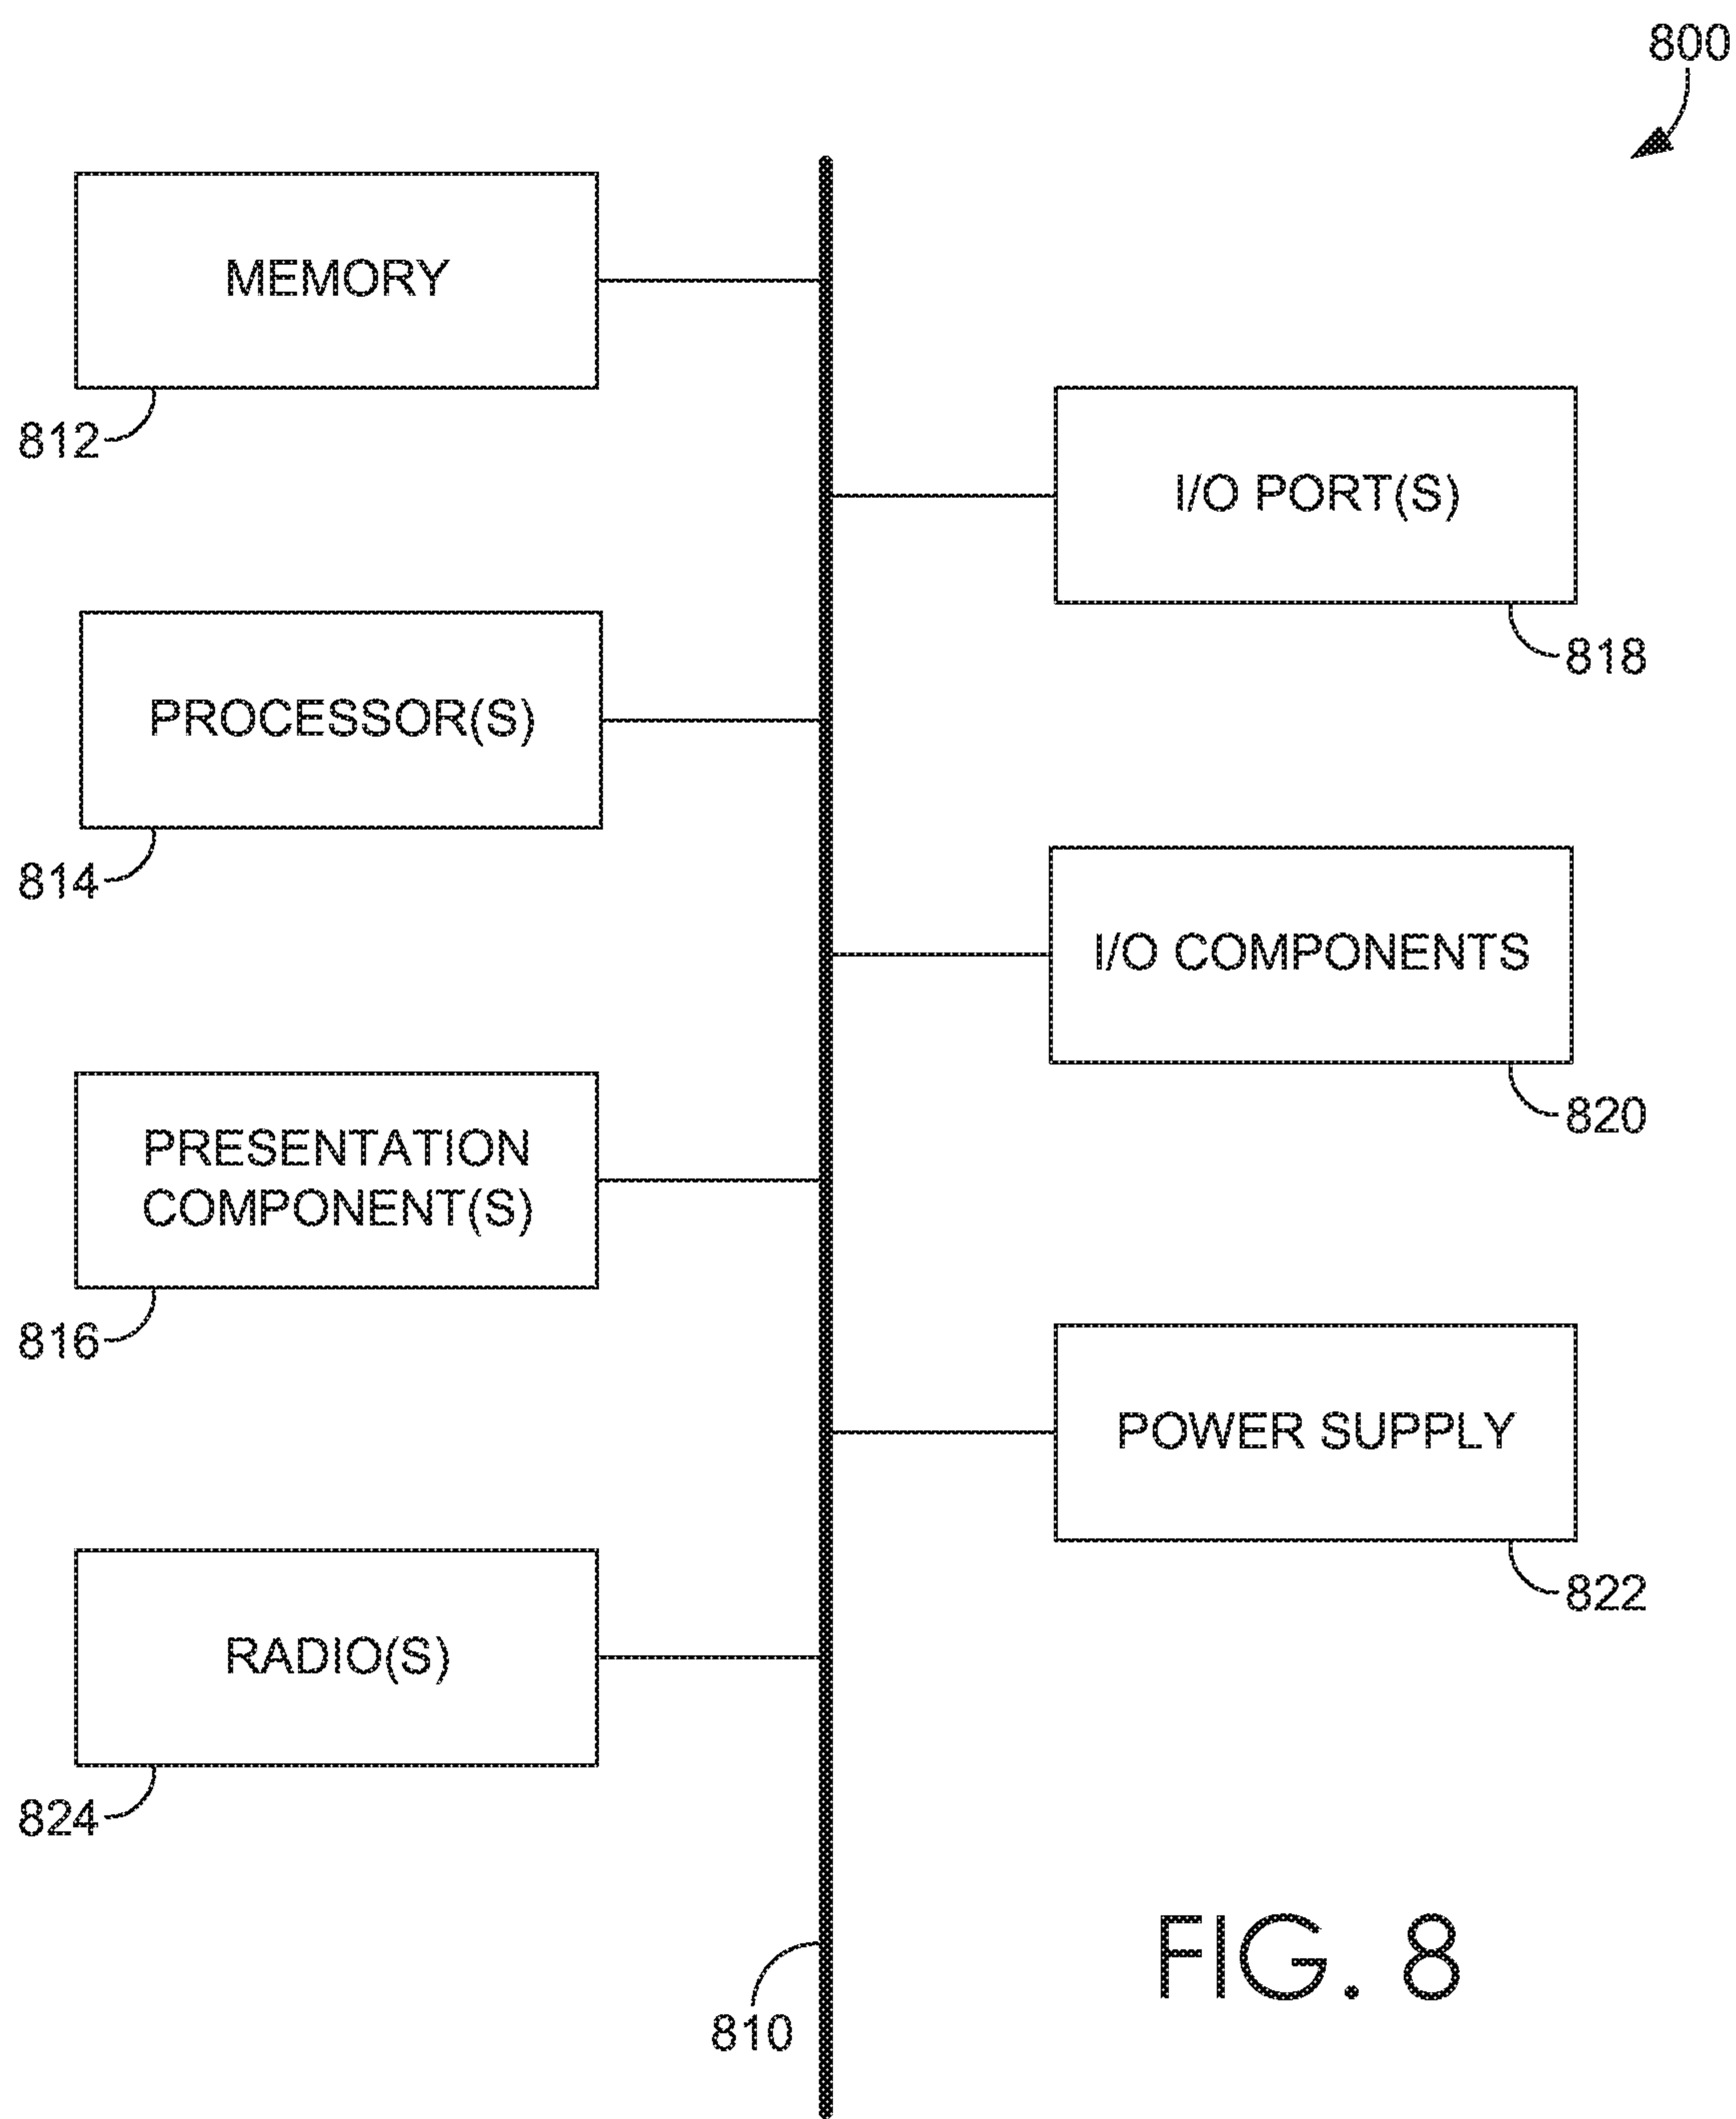 800
MEMORY
812
I/O PORT(S)
818
PROCESSOR(S)
814
I/O COMPONENTS
820
PRESENTATION
COMPONENT(S)
816
POWER SUPPLY
822
RADIO(S)
824
810
FIG. 8